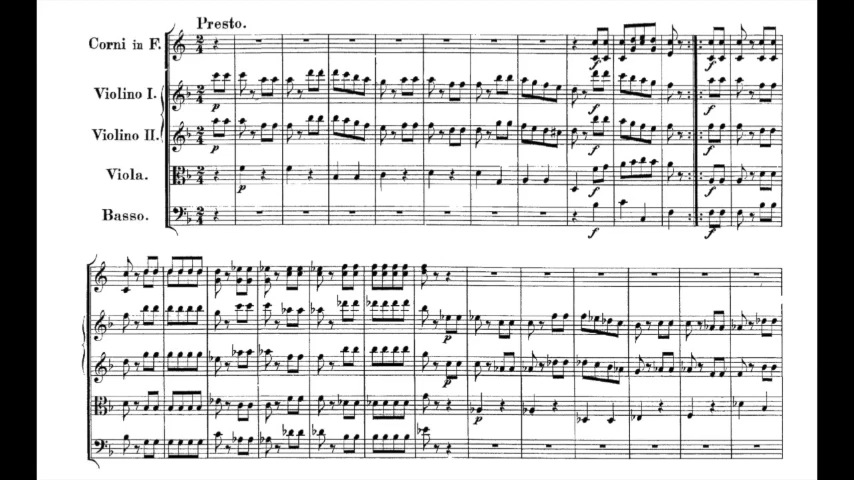 Presto.
Corni in F.
Violino I.
Violino II.
Viola.
Basso.
p
p
p
f
f
f
f
f
f
f
f
f
p
p
p